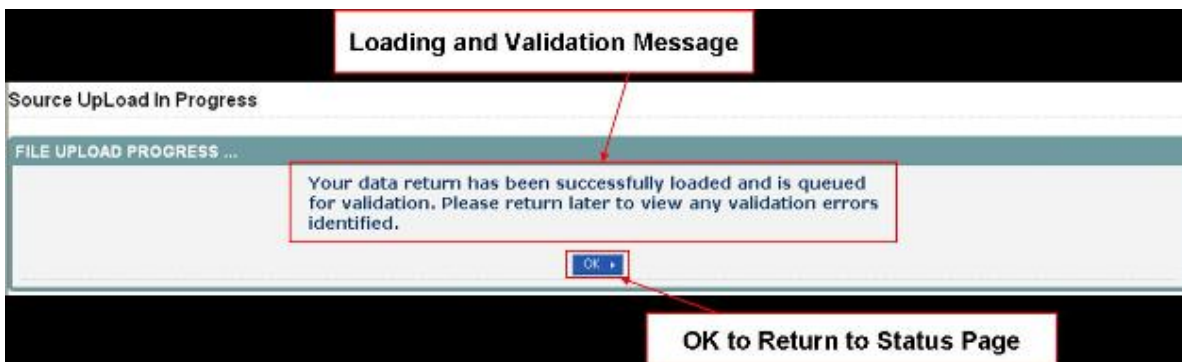 Loading and Validation Message
Source UpLoad In Progress
FILE UPLOAD PROGRESS ...
Your data return has been successfully loaded and is queued
for validation. Please return later to view any validation errors
identified.
OK
OK to Return to Status Page